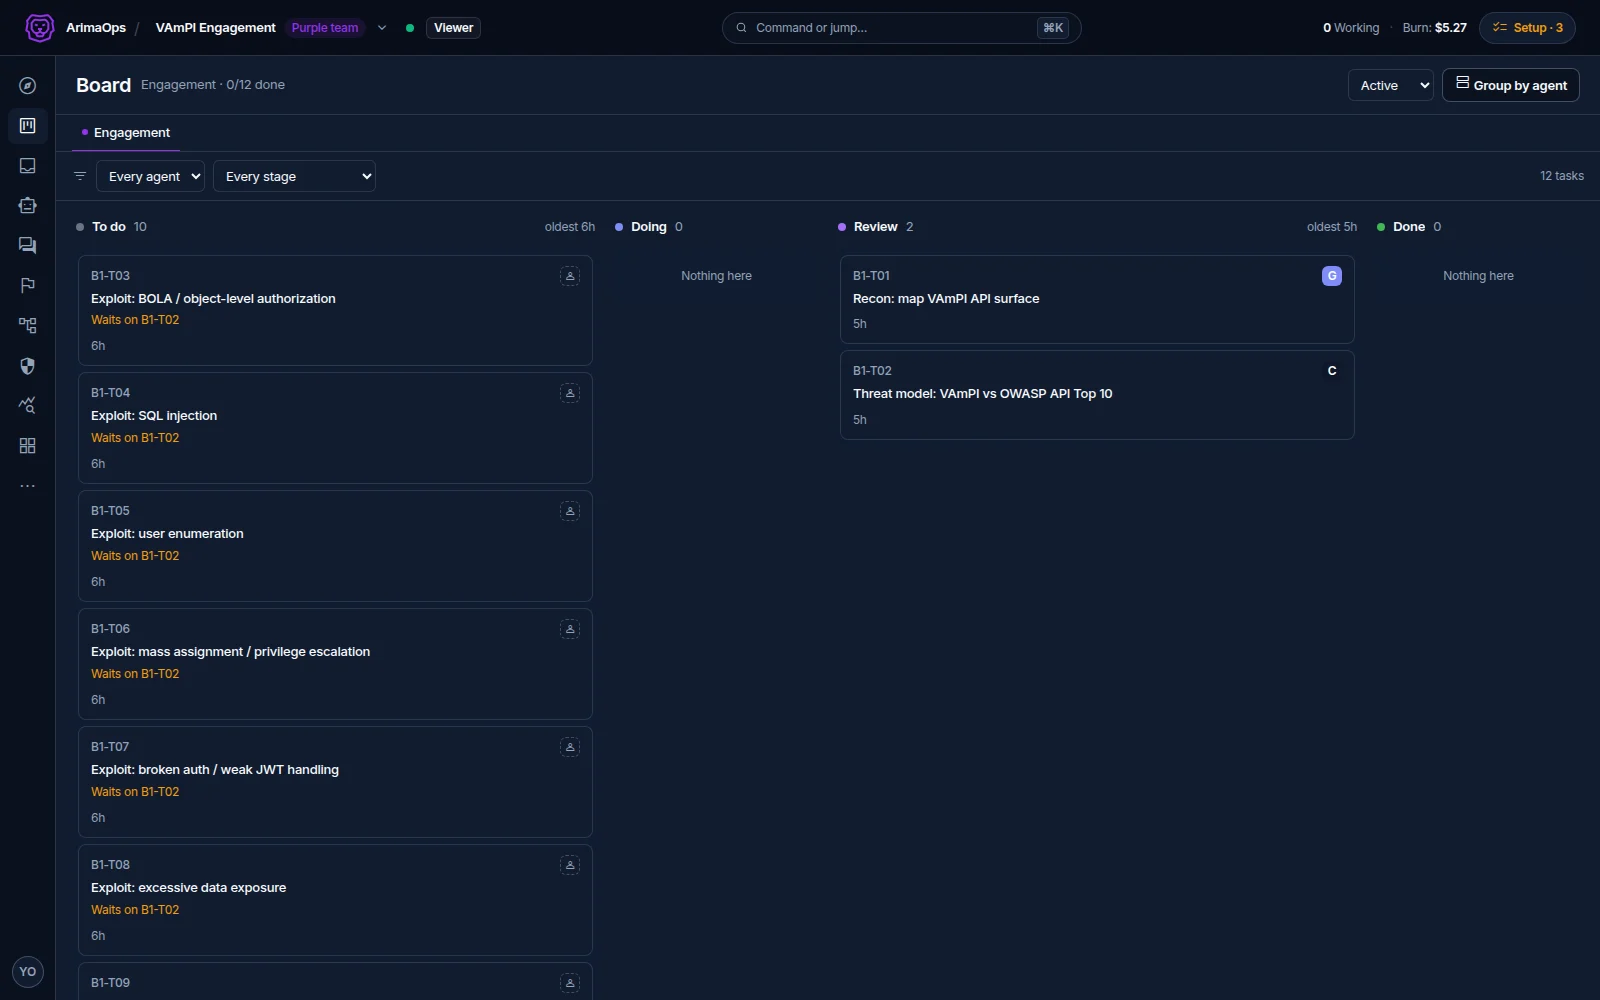 ArimaOps / VAmPI Engagement Purple team Viewer Command or jump... ⌘K 0 Working · Burn: $5.27 Setup · 3
Board Engagement · 0/12 done Active Group by agent
Engagement
Every agent Every stage 12 tasks
To do 10 oldest 6h Doing 0 Review 2 oldest 5h Done 0
B1-T03
Exploit: BOLA / object-level authorization
Waits on B1-T02
6h
B1-T04
Exploit: SQL injection
Waits on B1-T02
6h
B1-T05
Exploit: user enumeration
Waits on B1-T02
6h
B1-T06
Exploit: mass assignment / privilege escalation
Waits on B1-T02
6h
B1-T07
Exploit: broken auth / weak JWT handling
Waits on B1-T02
6h
B1-T08
Exploit: excessive data exposure
Waits on B1-T02
6h
B1-T09
Nothing here
B1-T01 G
Recon: map VAmPI API surface
5h
B1-T02 C
Threat model: VAmPI vs OWASP API Top 10
5h
Nothing here
YO